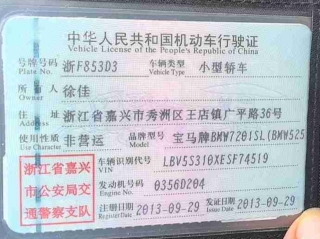 中华人民共和国机动车行驶证
Vehicle License of the People's Republic of China
号牌号码 浙F853D3 车辆类型 小型轿车
Plate No. Vehicle Type
所有人 徐佳
Owner
住址 浙江省嘉兴市秀洲区王店镇广平路36号
Address
使用性质 非营运 品牌型号 宝马牌BMW7201SL(BMW525
浙江省嘉兴
市公安局交
通警察支队
车辆识别代号 LBV5S310XESF74519
VIN
发动机号码 0356D204
Engine No.
注册日期 2013-09-29 发证日期 2013-09-29
Register Date Issue Date